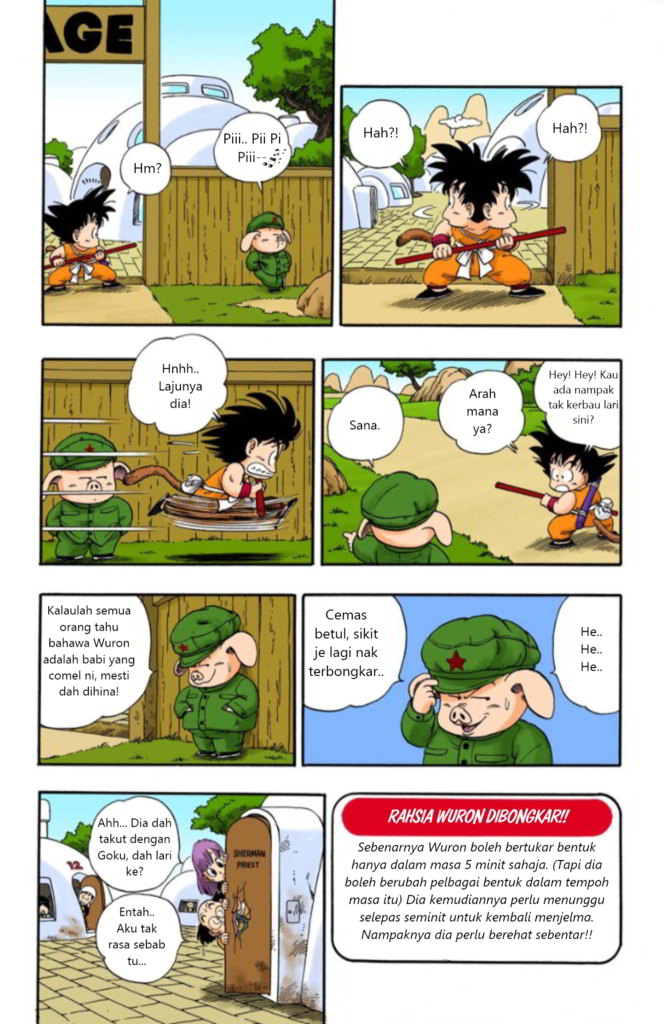 AGE
Hm?
Piii.. Pii Pi
Piii--
Hah?!
Hah?!
Hnhh..
Lajunya
dia!
Hey! Hey! Kau
ada nampak
tak kerbau lari
sini?
Arah
mana
ya?
Sana.
Kalaulah semua
orang tahu
bahawa Wuron
adalah babi yang
comel ni, mesti
dah dihina!
Cemas
betul, sikit
je lagi nak
terbongkar..
He..
He..
He..
Ahh... Dia dah
takut dengan
Goku, dah lari
ke?
Entah..
Aku tak
rasa sebab
tu...
12
SHERMAN
PRIEST
RAHSIA WURON DIBONGKAR!!
Sebenarnya Wuron boleh bertukar bentuk
hanya dalam masa 5 minit sahaja. (Tapi dia
boleh berubah pelbagai bentuk dalam tempoh
masa itu) Dia kemudiannya perlu menunggu
selepas seminit untuk kembali menjelma.
Nampaknya dia perlu berehat sebentar!!